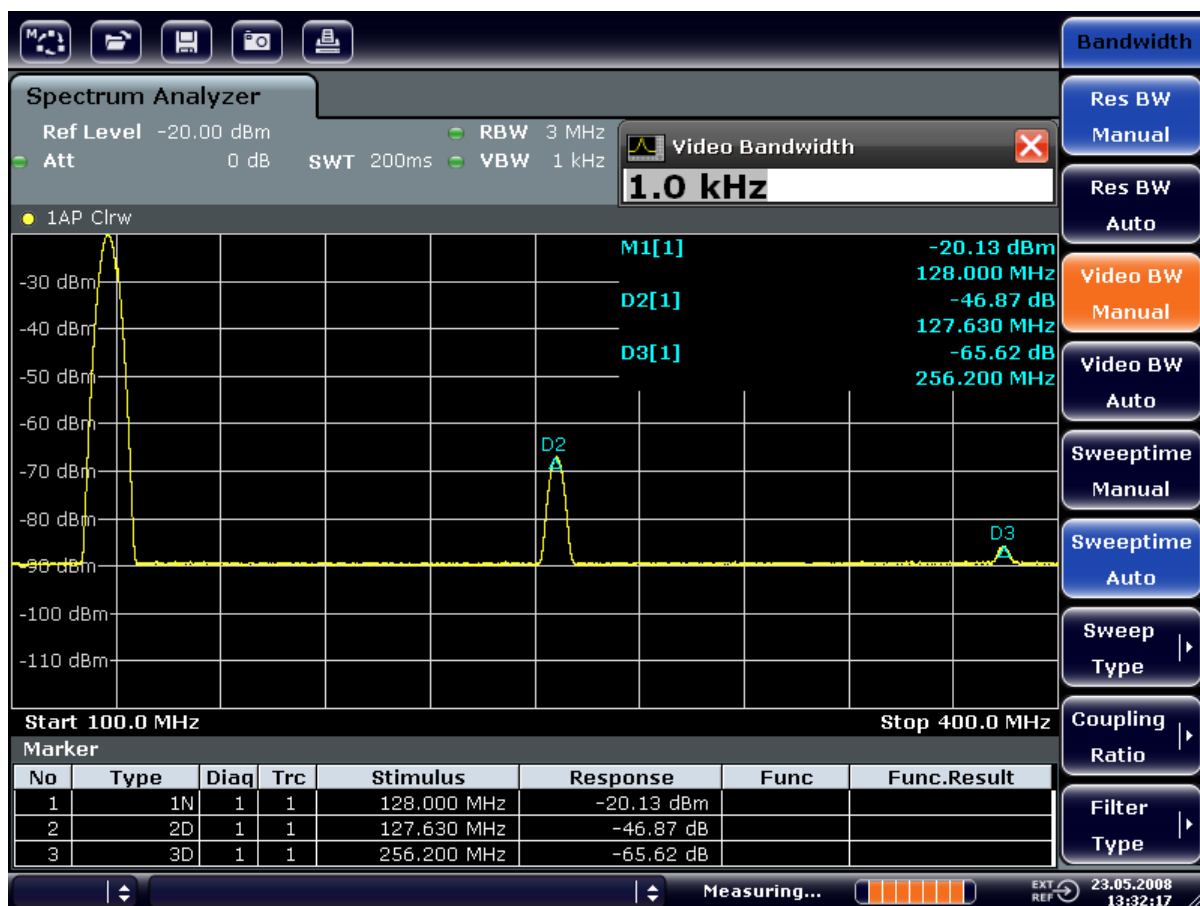 Bandwidth
Spectrum Analyzer
Ref Level -20.00 dBm RBW 3 MHz
Att 0 dB SWT 200ms VBW 1 kHz
Video Bandwidth
1.0 kHz
1AP Clrw
M1[1] -20.13 dBm
128.000 MHz
D2[1] -46.87 dB
127.630 MHz
D3[1] -65.62 dB
256.200 MHz
-30 dBm
-40 dBm
-50 dBm
-60 dBm
-70 dBm
-80 dBm
-90 dBm
-100 dBm
-110 dBm
D2
D3
Start 100.0 MHz Stop 400.0 MHz
Marker
No Type Diaq Trc Stimulus Response Func Func.Result
1 1N 1 1 128.000 MHz -20.13 dBm
2 2D 1 1 127.630 MHz -46.87 dB
3 3D 1 1 256.200 MHz -65.62 dB
Measuring... EXT REF 23.05.2008
13:32:17
Res BW
Manual
Res BW
Auto
Video BW
Manual
Video BW
Auto
Sweeptime
Manual
Sweeptime
Auto
Sweep
Type
Coupling
Ratio
Filter
Type
M